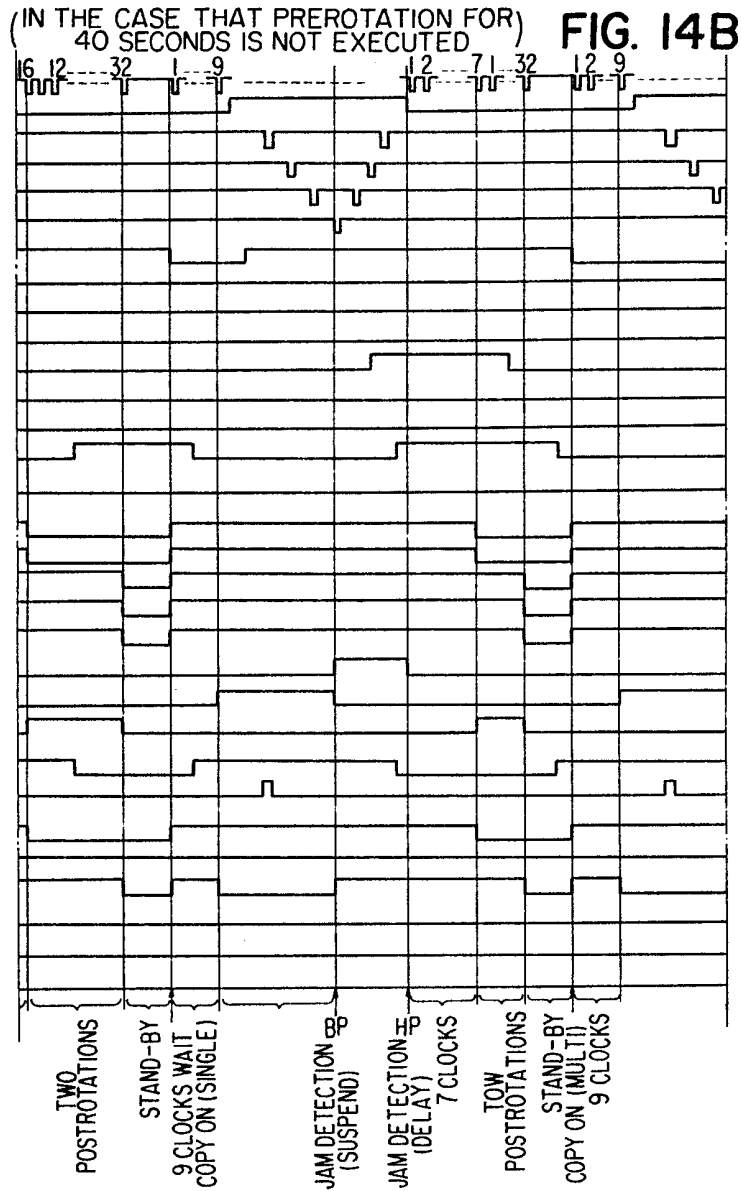 (IN THE CASE THAT PREROTATION FOR
40 SECONDS IS NOT EXECUTED)
FIG. 14B
16 12 32 1 9 1 2 7 1 32 1 2 9
TWO
POSTROTATIONS
STAND-BY
9 CLOCKS WAIT
COPY ON (SINGLE)
BP
JAM DETECTION
(SUSPEND)
HP
JAM DETECTION
(DELAY)
7 CLOCKS
TOW
POSTROTATIONS
STAND-BY
COPY ON (MULTI)
9 CLOCKS